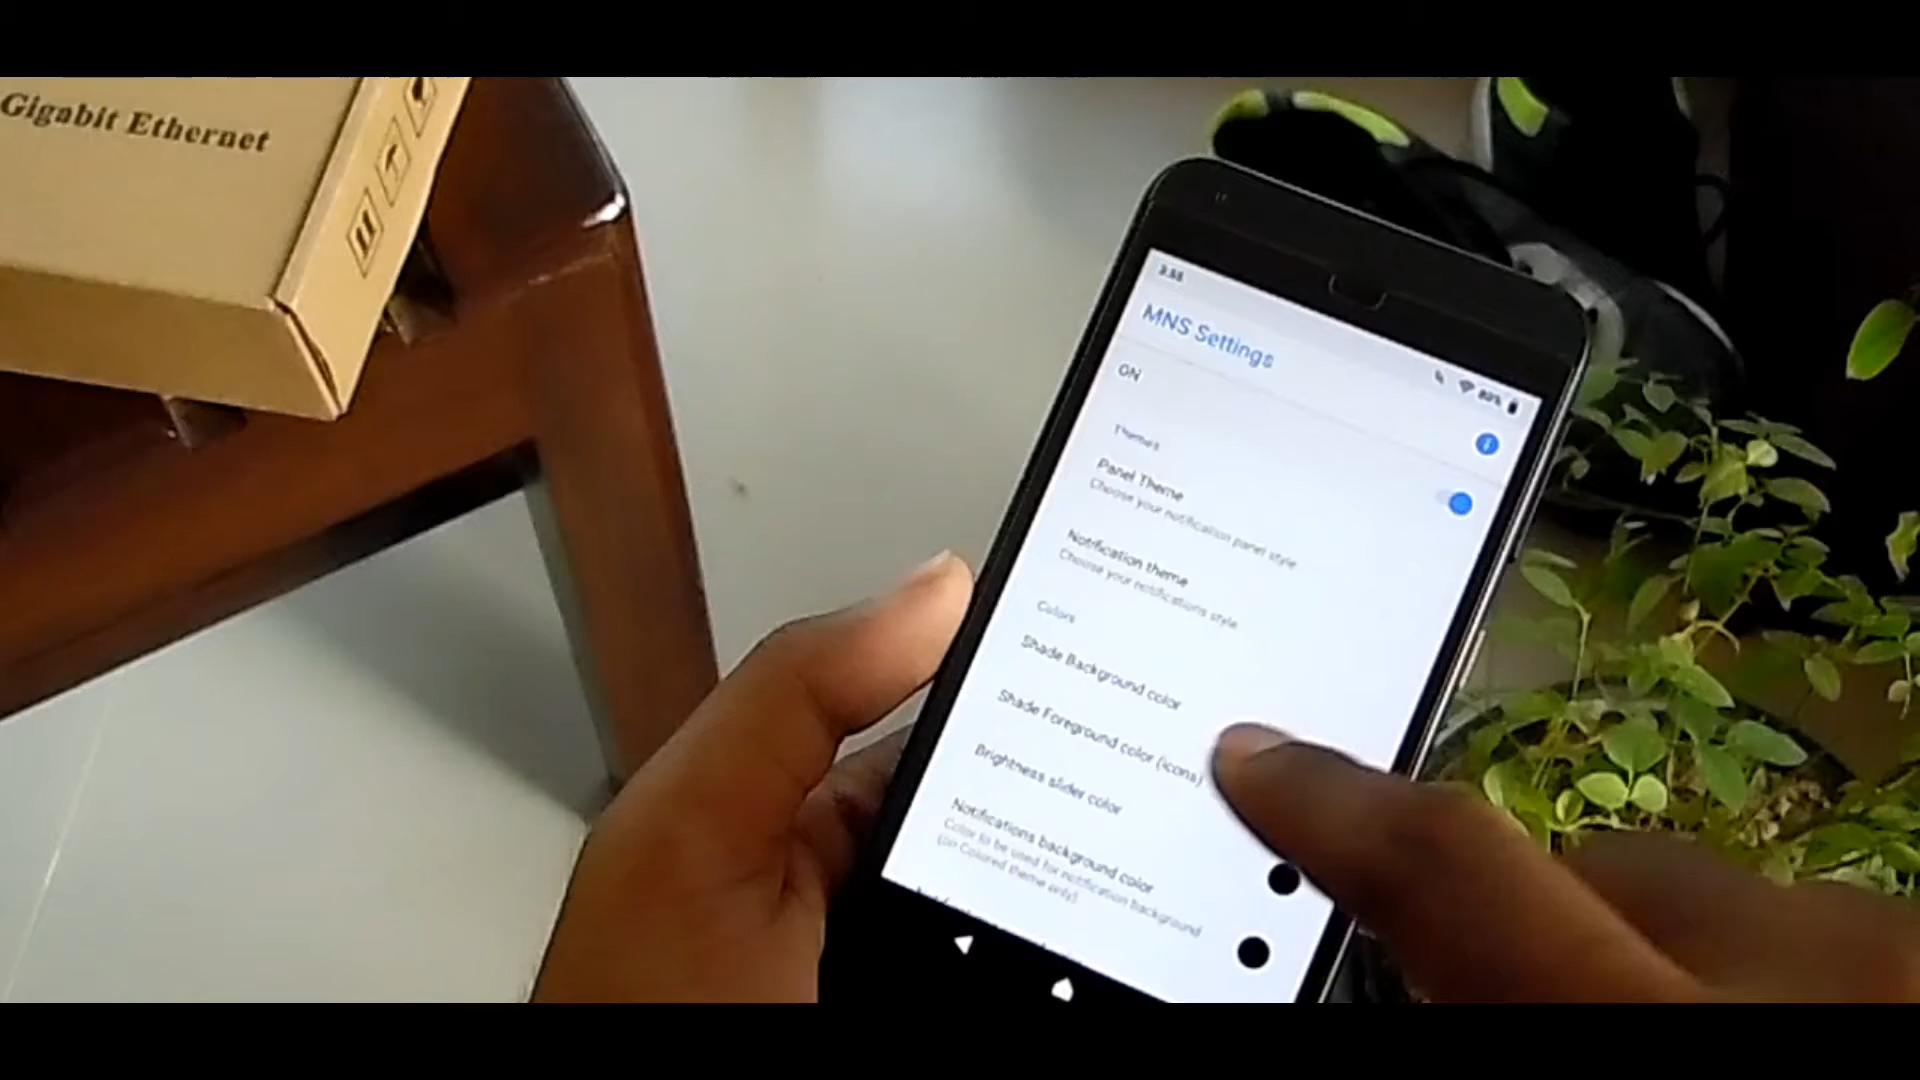 Gigabit Ethernet
MNS Settings
80%
ON
Themes
Panel Theme
Choose your notification panel style
Notification theme
Choose your notifications style
Colors
Shade Background color
Shade Foreground color (icons)
Brightness slider color
Notifications background color
Color to be used for notification background
(on Colored theme only)